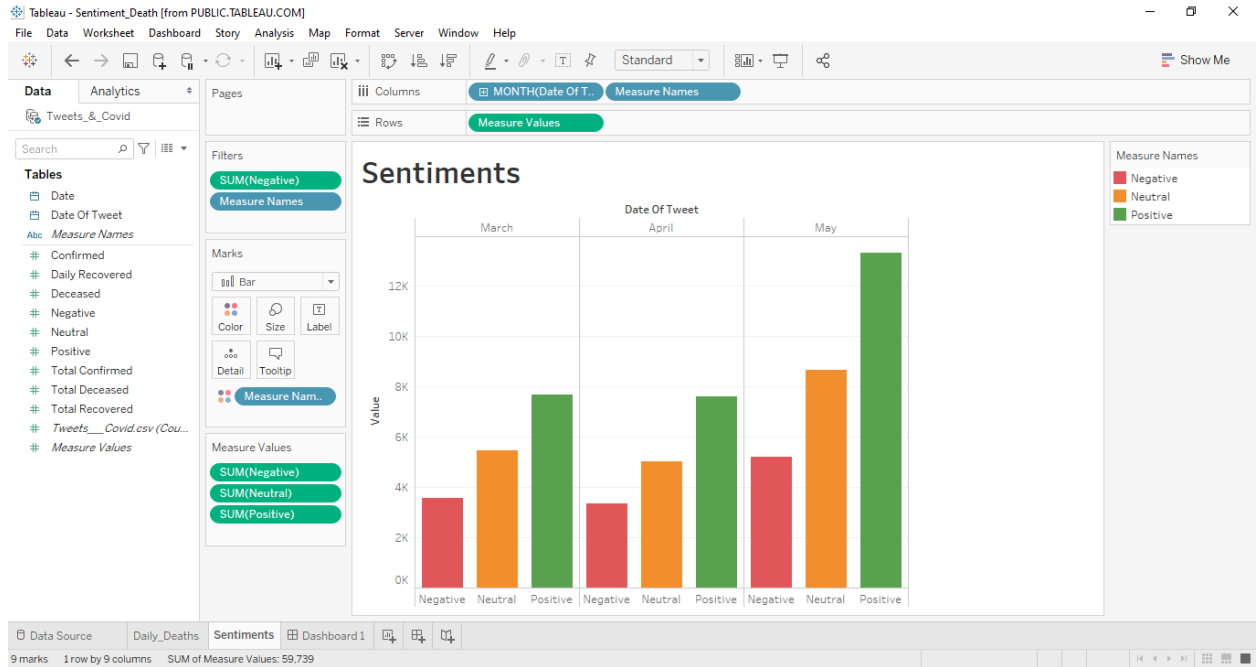 Tableau - Sentiment_Death [from PUBLIC.TABLEAU.COM]
File Data Worksheet Dashboard Story Analysis Map Format Server Window Help
Standard
Show Me
Data Analytics
Tweets_&_Covid
Search
Tables
Date
Date Of Tweet
Abc Measure Names
# Confirmed
# Daily Recovered
# Deceased
# Negative
# Neutral
# Positive
# Total Confirmed
# Total Deceased
# Total Recovered
# Tweets___Covid.csv (Cou...
# Measure Values
Pages
Filters
SUM(Negative)
Measure Names
Marks
Bar
Color Size Label
Detail Tooltip
Measure Nam..
Measure Values
SUM(Negative)
SUM(Neutral)
SUM(Positive)
Columns MONTH(Date Of T.. Measure Names
Rows Measure Values
Sentiments
Date Of Tweet
March April May
Value
12K
10K
8K
6K
4K
2K
0K
Negative Neutral Positive Negative Neutral Positive Negative Neutral Positive
Measure Names
Negative
Neutral
Positive
Data Source Daily_Deaths Sentiments Dashboard 1
9 marks 1 row by 9 columns SUM of Measure Values: 59,739